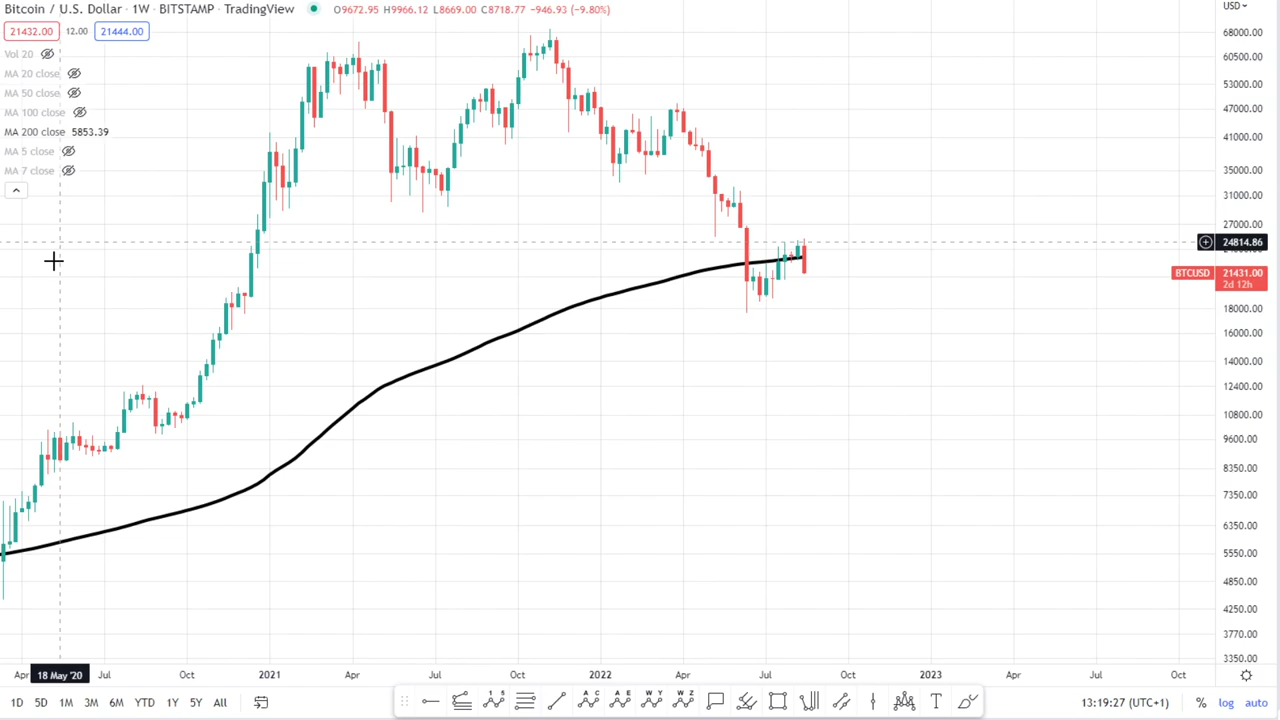 Bitcoin / U.S. Dollar · 1W · BITSTAMP · TradingView O9672.95 H9966.12 L8669.00 C8718.77 −946.93 (−9.80%) USD
21432.00 12.00 21444.00
Vol 20
MA 20 close
MA 50 close
MA 100 close
MA 200 close 5853.39
MA 5 close
MA 7 close
68000.00
60500.00
53000.00
47000.00
41000.00
35000.00
31000.00
27000.00
24814.86
BTCUSD 21431.00
2d 12h
18000.00
16000.00
14000.00
12400.00
10800.00
9600.00
8350.00
7350.00
6350.00
5550.00
4850.00
4250.00
3770.00
3350.00
Apr 18 May '20 Jul Oct 2021 Apr Jul Oct 2022 Apr Jul Oct 2023 Apr Jul Oct
1D 5D 1M 3M 6M YTD 1Y 5Y All 13:19:27 (UTC+1) % log auto